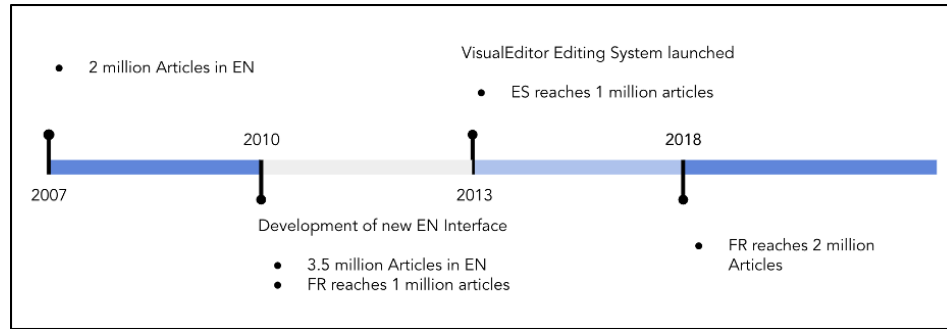 VisualEditor Editing System launched
● 2 million Articles in EN
● ES reaches 1 million articles
2010
2018
2007
2013
Development of new EN Interface
● 3.5 million Articles in EN
● FR reaches 1 million articles
● FR reaches 2 million
Articles